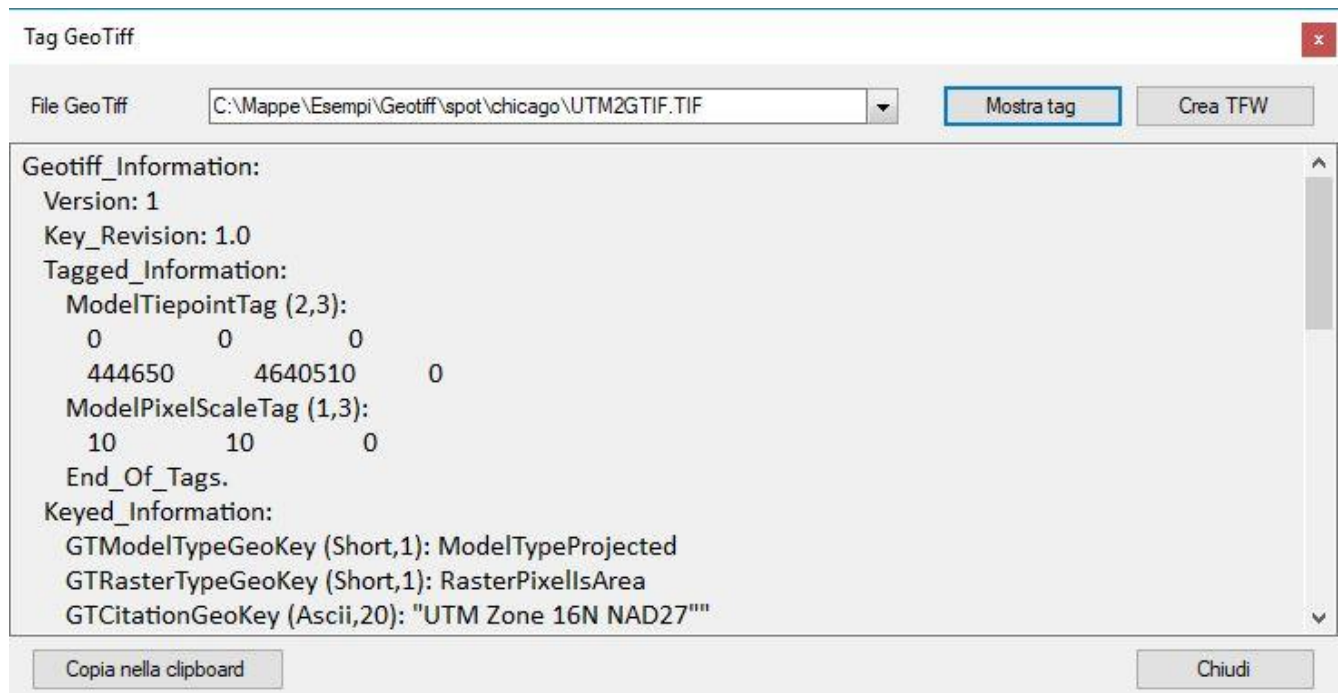 Tag GeoTiff
x
File GeoTiff C:\Mappe\Esempi\Geotiff\spot\chicago\UTM2GTIF.TIF Mostra tag Crea TFW
Geotiff_Information:
Version: 1
Key_Revision: 1.0
Tagged_Information:
ModelTiepointTag (2,3):
0 0 0
444650 4640510 0
ModelPixelScaleTag (1,3):
10 10 0
End_Of_Tags.
Keyed_Information:
GTModelTypeGeoKey (Short,1): ModelTypeProjected
GTRasterTypeGeoKey (Short,1): RasterPixelIsArea
GTCitationGeoKey (Ascii,20): "UTM Zone 16N NAD27""
Copia nella clipboard Chiudi